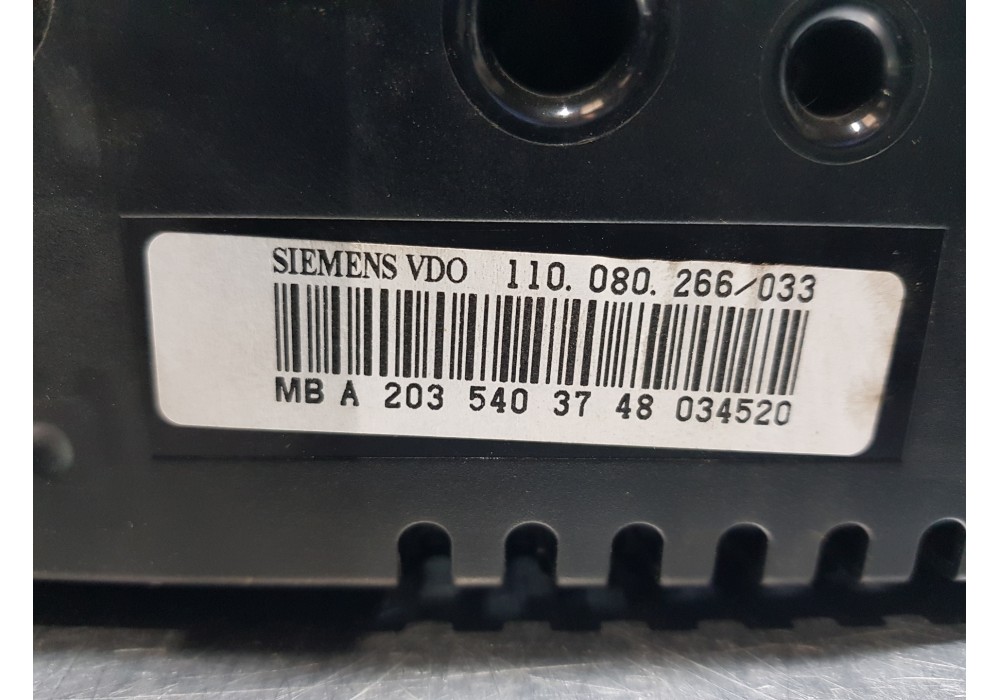 SIEMENS VDO 110. 080. 266/033
MB A 203 540 37 48 034520